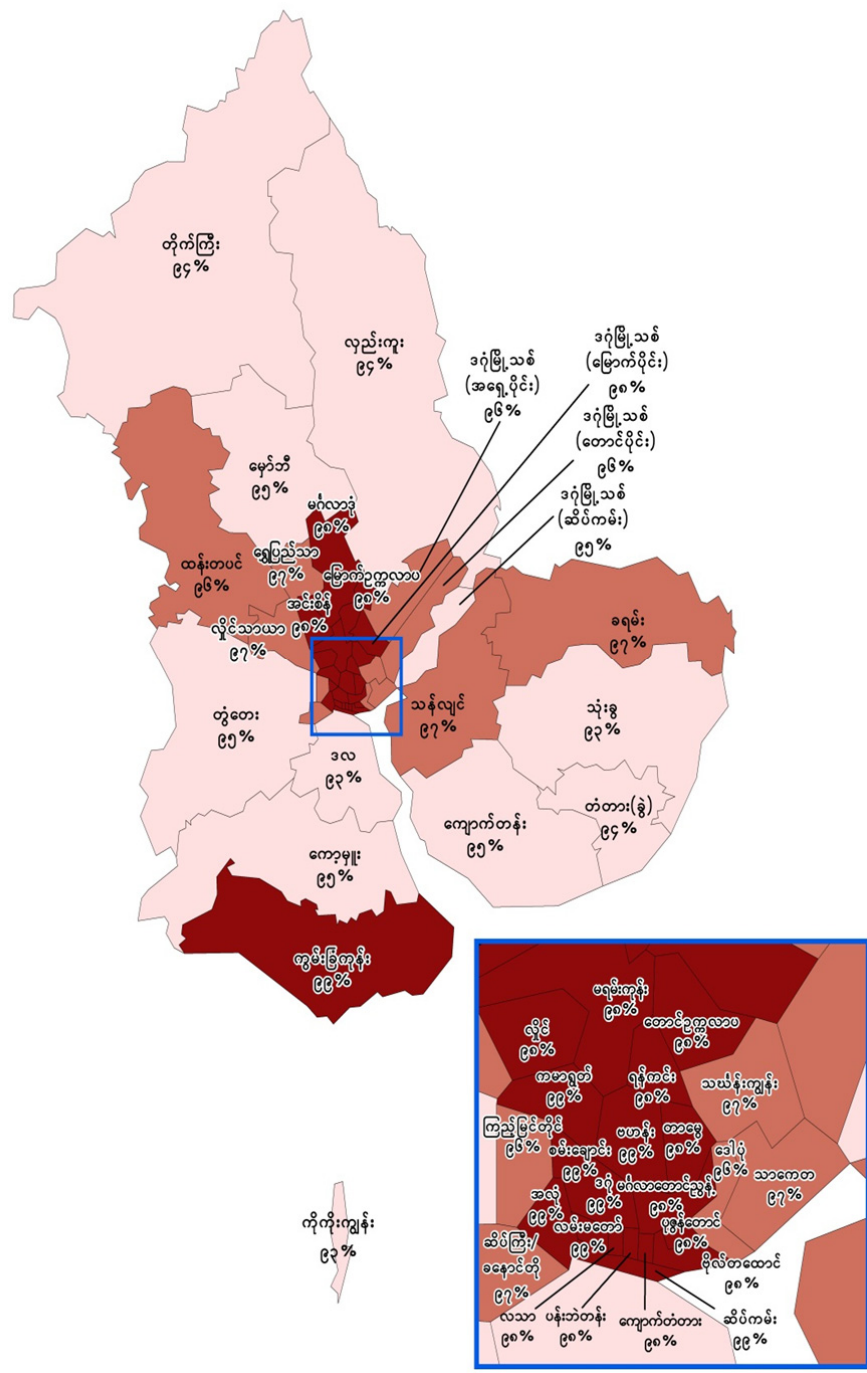 တိုက်ကြီး
၉၄%
လှည်းကူး
၉၄%
ဒဂုံမြို့သစ်
(အရှေ့ပိုင်း)
၉၆%
ဒဂုံမြို့သစ်
(မြောက်ပိုင်း)
၉၈%
ဒဂုံမြို့သစ်
(တောင်ပိုင်း)
၉၆%
ဒဂုံမြို့သစ်
(ဆိပ်ကမ်း)
၉၅%
မှော်ဘီ
၉၅%
မင်္ဂလာဒုံ
၉၈%
ထန်းတပင်
၉၆%
ရွှေပြည်သာ
၉၇%
မြောက်ဥက္ကလာပ
၉၈%
အင်းစိန်
၉၈%
လှိုင်သာယာ
၉၇%
ခရမ်း
၉၇%
တွံတေး
၉၅%
သန်လျင်
၉၇%
သုံးခွ
၉၃%
ဒလ
၉၃%
တံတား(ခွဲ)
၉၄%
ကျောက်တန်း
၉၅%
ကော့မှူး
၉၅%
ကွမ်းခြံကုန်း
၉၉%
ကိုကိုးကျွန်း
၉၃%
မရမ်းကုန်း
၉၈%
လှိုင်
၉၈%
တောင်ဥက္ကလာပ
၉၈%
ကမာရွတ်
၉၉%
ရန်ကင်း
၉၈%
သင်္ဃန်းကျွန်း
၉၇%
ကြည့်မြင်တိုင်
၉၆%
စမ်းချောင်း
၉၉%
ဗဟန်း
၉၉%
တာမွေ
၉၈%
ဒေါပုံ
၉၆%
သာကေတ
၉၇%
အလုံ
၉၉%
ဒဂုံ
၉၉%
မင်္ဂလာတောင်ညွန့်
၉၈%
လမ်းမတော်
၉၉%
ပုဇွန်တောင်
၉၈%
ဆိပ်ကြီး/
ခနောင်တို
၉၇%
ဗိုလ်တထောင်
၉၈%
လသာ
၉၈%
ပန်းဘဲတန်း
၉၈%
ကျောက်တံတား
၉၈%
ဆိပ်ကမ်း
၉၉%